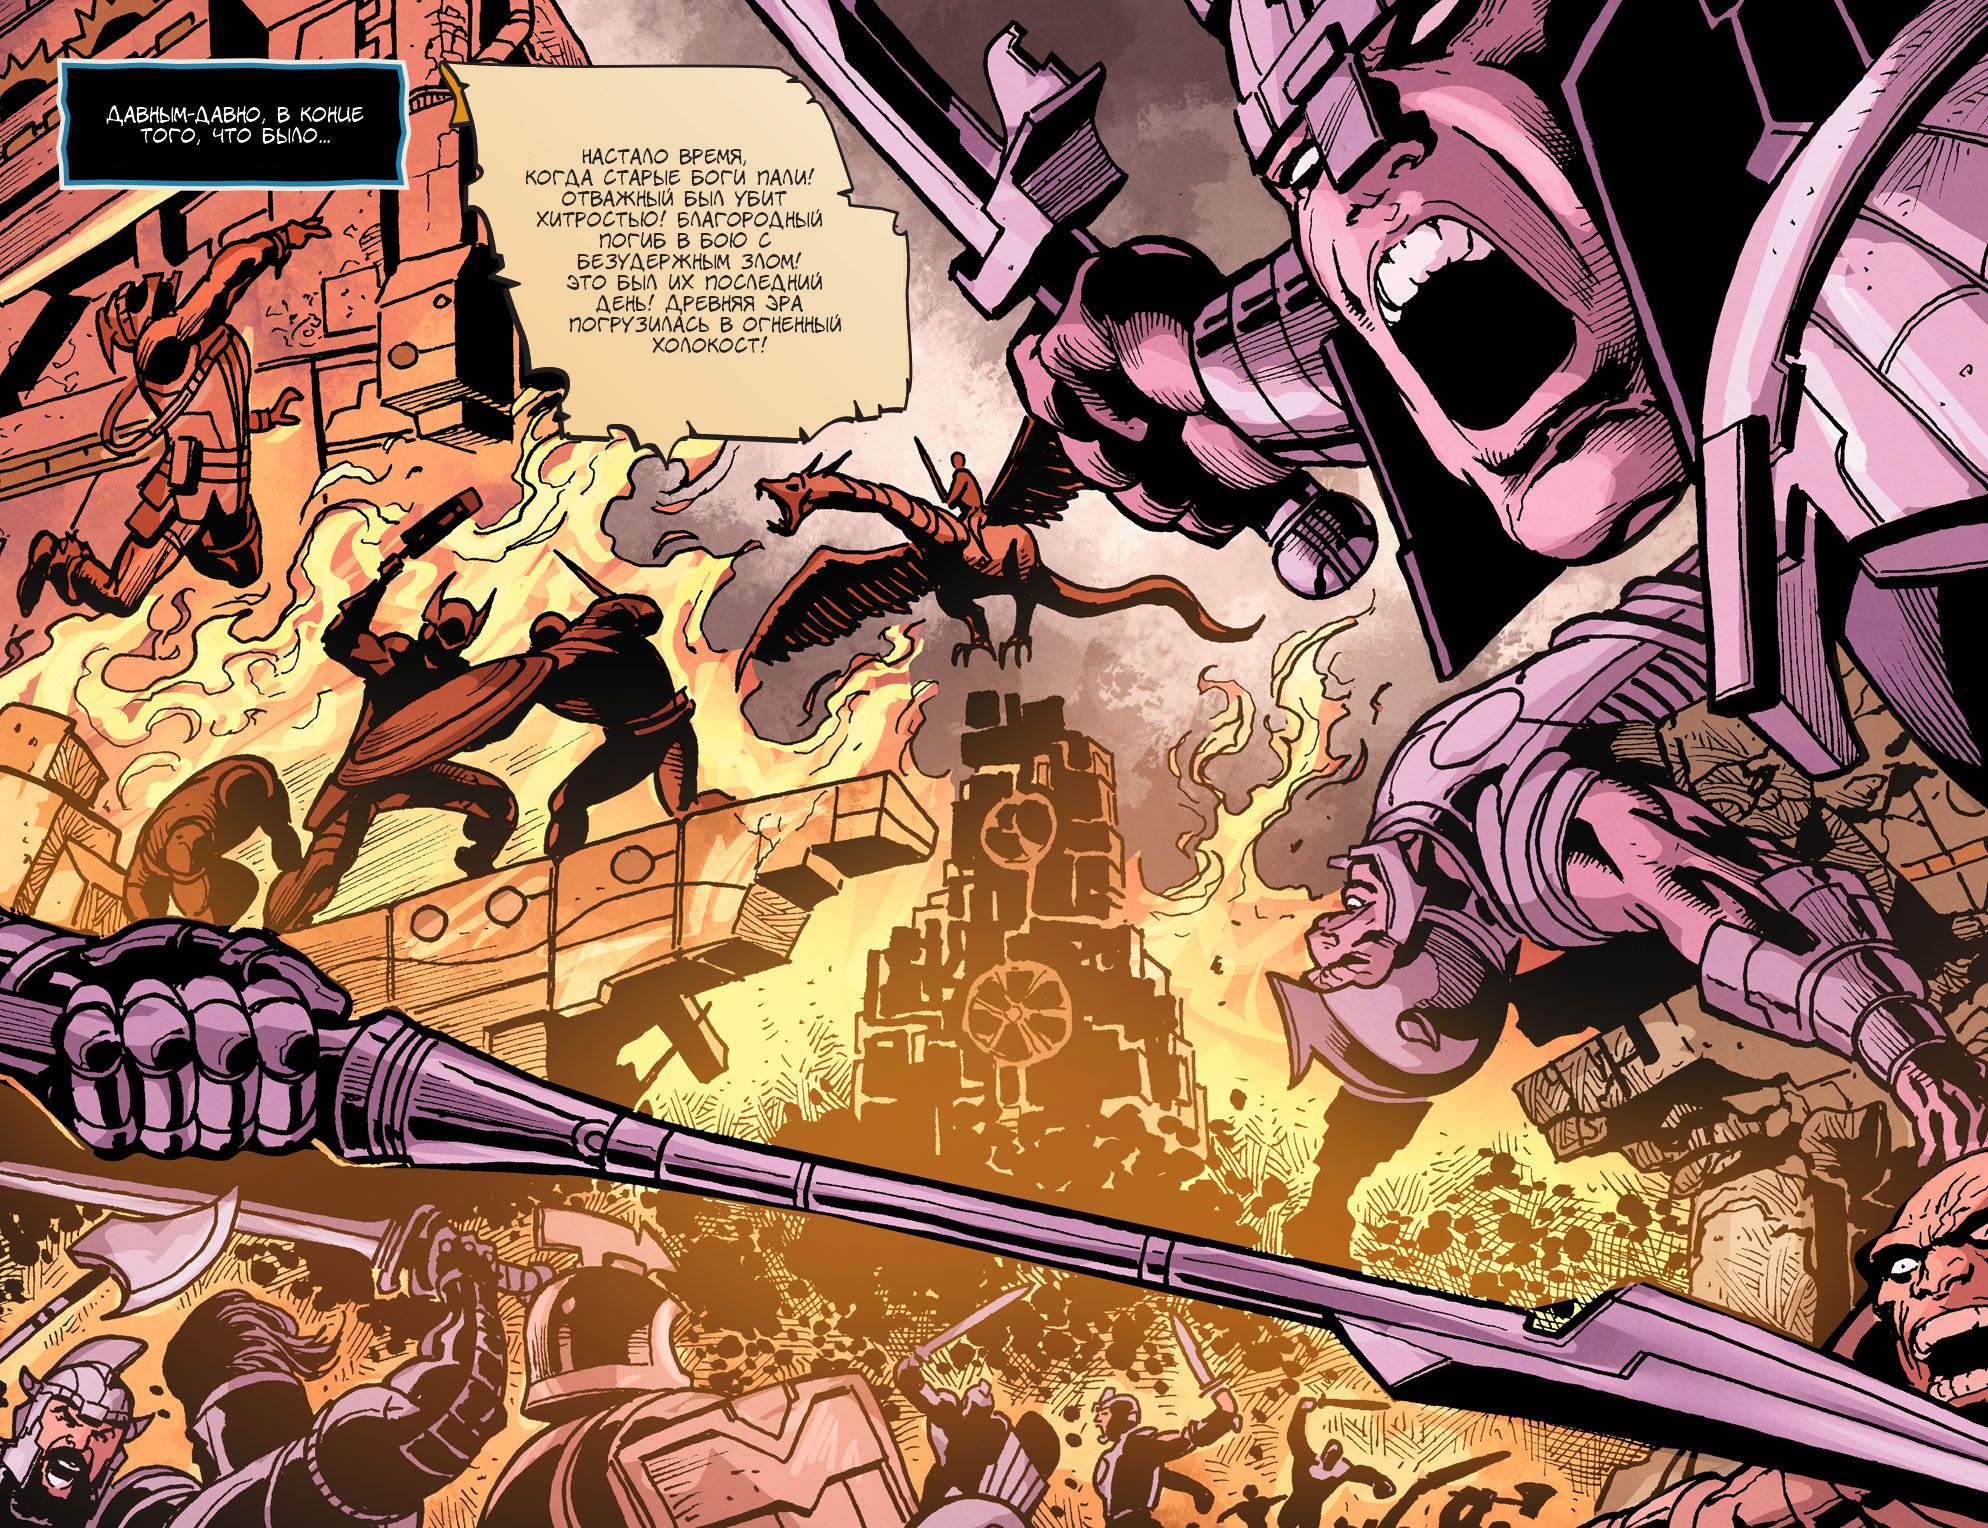 ДАВНЫМ-ДАВНО, В КОНЦЕ
ТОГО, ЧТО БЫЛО...
НАСТАЛО ВРЕМЯ,
КОГДА СТАРЫЕ БОГИ ПАЛИ!
ОТВАЖНЫЙ БЫЛ УБИТ
ХИТРОСТЬЮ! БЛАГОРОДНЫЙ
ПОГИБ В БОЮ С
БЕЗУДЕРЖНЫМ ЗЛОМ!
ЭТО БЫЛ ИХ ПОСЛЕДНИЙ
ДЕНЬ! ДРЕВНЯЯ ЭРА
ПОГРУЗИЛАСЬ В ОГНЕННЫЙ
ХОЛОКОСТ!